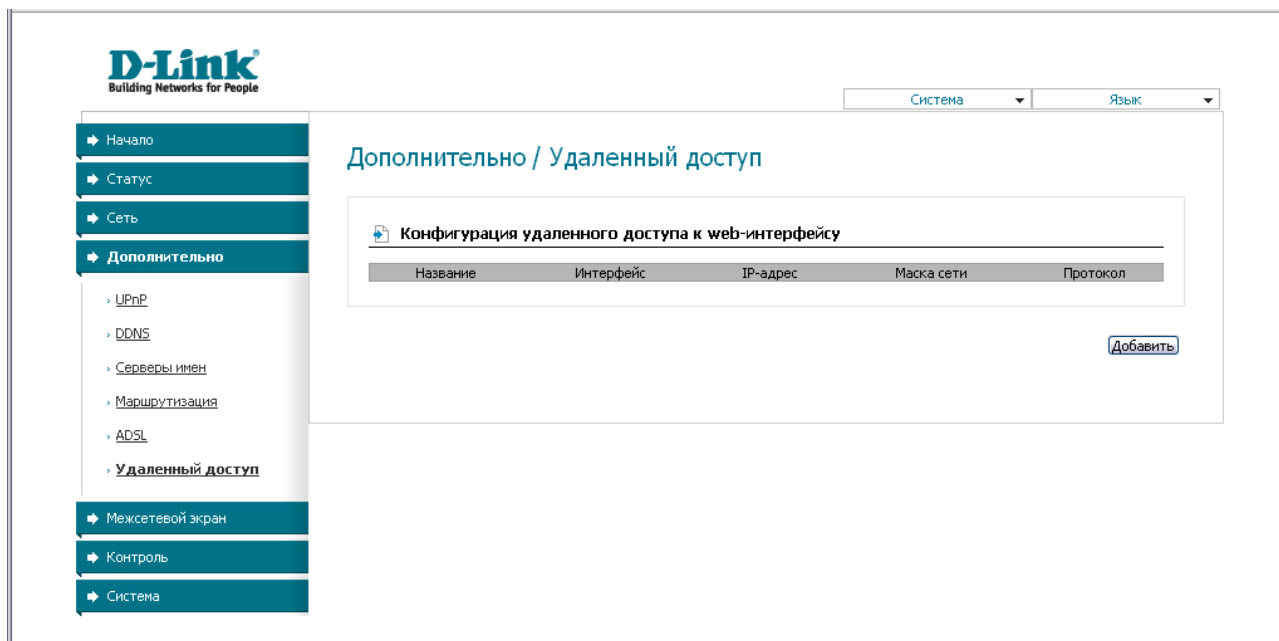 D-Link
Building Networks for People
Система
Язык
Начало
Статус
Сеть
Дополнительно
UPnP
DDNS
Серверы имен
Маршрутизация
ADSL
Удаленный доступ
Межсетевой экран
Контроль
Система
Дополнительно / Удаленный доступ
Конфигурация удаленного доступа к web-интерфейсу
Название Интерфейс IP-адрес Маска сети Протокол
Добавить